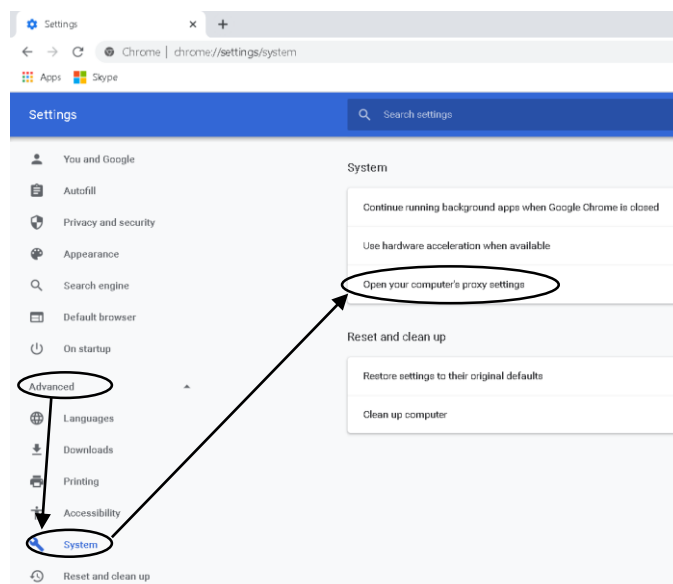 Settings
Chrome | chrome://settings/system
Apps Skype
Settings
Search settings
You and Google
Autofill
Privacy and security
Appearance
Search engine
Default browser
On startup
Advanced
Languages
Downloads
Printing
Accessibility
System
Reset and clean up
System
Continue running background apps when Google Chrome is closed
Use hardware acceleration when available
Open your computer's proxy settings
Reset and clean up
Restore settings to their original defaults
Clean up computer